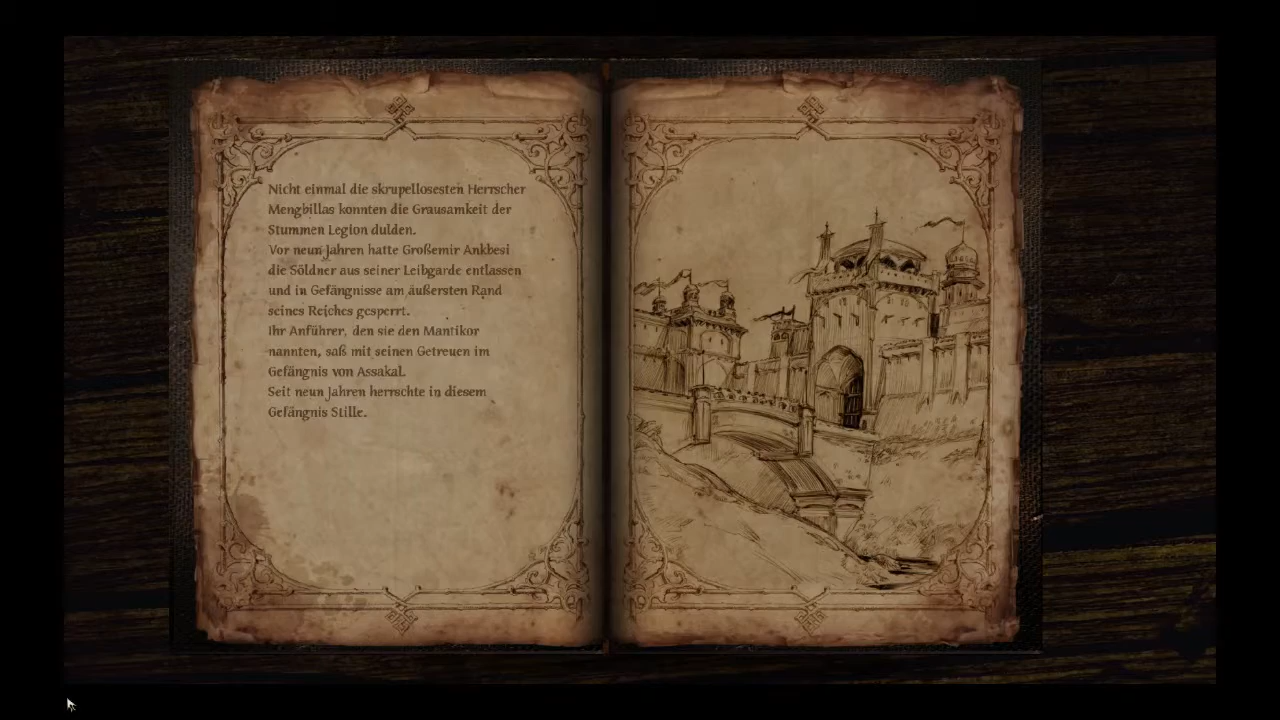 Nicht einmal die skrupellosesten Herrscher
Mengbillas konnten die Grausamkeit der
Stummen Legion dulden.
Vor neun Jahren hatte Großemir Ankbesi
die Söldner aus seiner Leibgarde entlassen
und in Gefängnisse am äußersten Rand
seines Reiches gesperrt.
Ihr Anführer, den sie den Mantikor
nannten, saß mit seinen Getreuen im
Gefängnis von Assakal.
Seit neun Jahren herrschte in diesem
Gefängnis Stille.